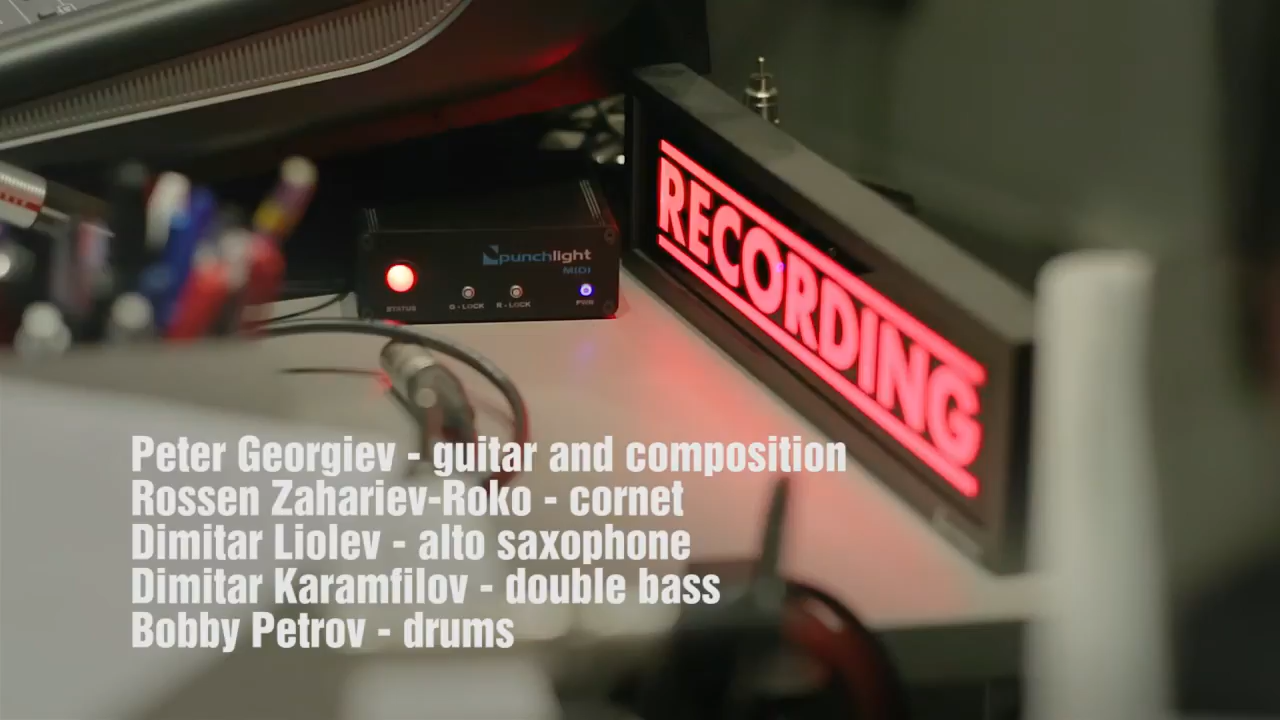 punchlight
MIDI
STATUS
G - LOCK
R - LOCK
PWR
RECORDING
Peter Georgiev - guitar and composition
Rossen Zahariev-Roko - cornet
Dimitar Liolev - alto saxophone
Dimitar Karamfilov - double bass
Bobby Petrov - drums